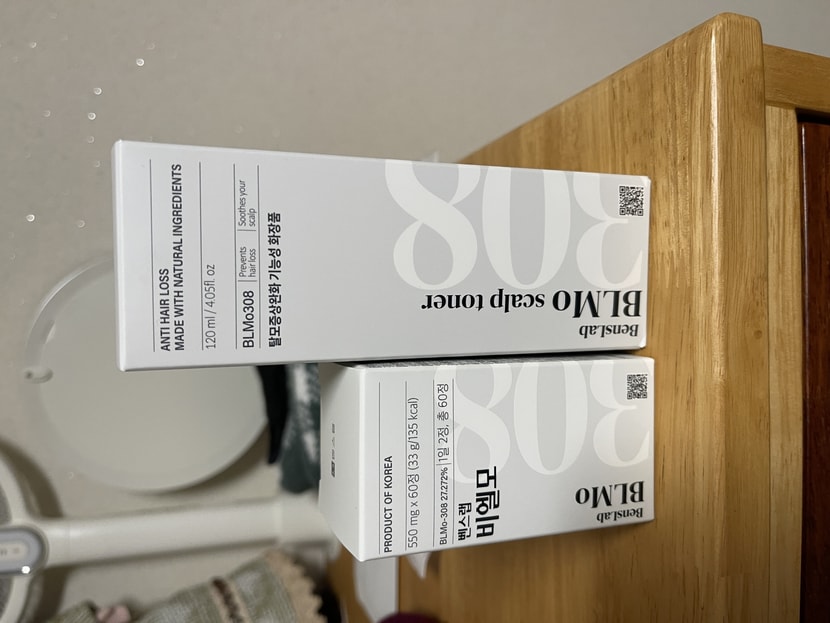 BensLab
BLMo scalp toner
308
ANTI HAIR LOSS
MADE WITH NATURAL INGREDIENTS
120 ml / 4.05fl. oz
BLMo308 | Prevents hair loss | Soothes your scalp
탈모증상완화 기능성 화장품
BensLab
BLMo
308
PRODUCT OF KOREA
550 mg x 60정 (33 g/135 kcal)
BLMo-308 27.272% | 1일 2정, 총 60정
벤스랩
비엘모